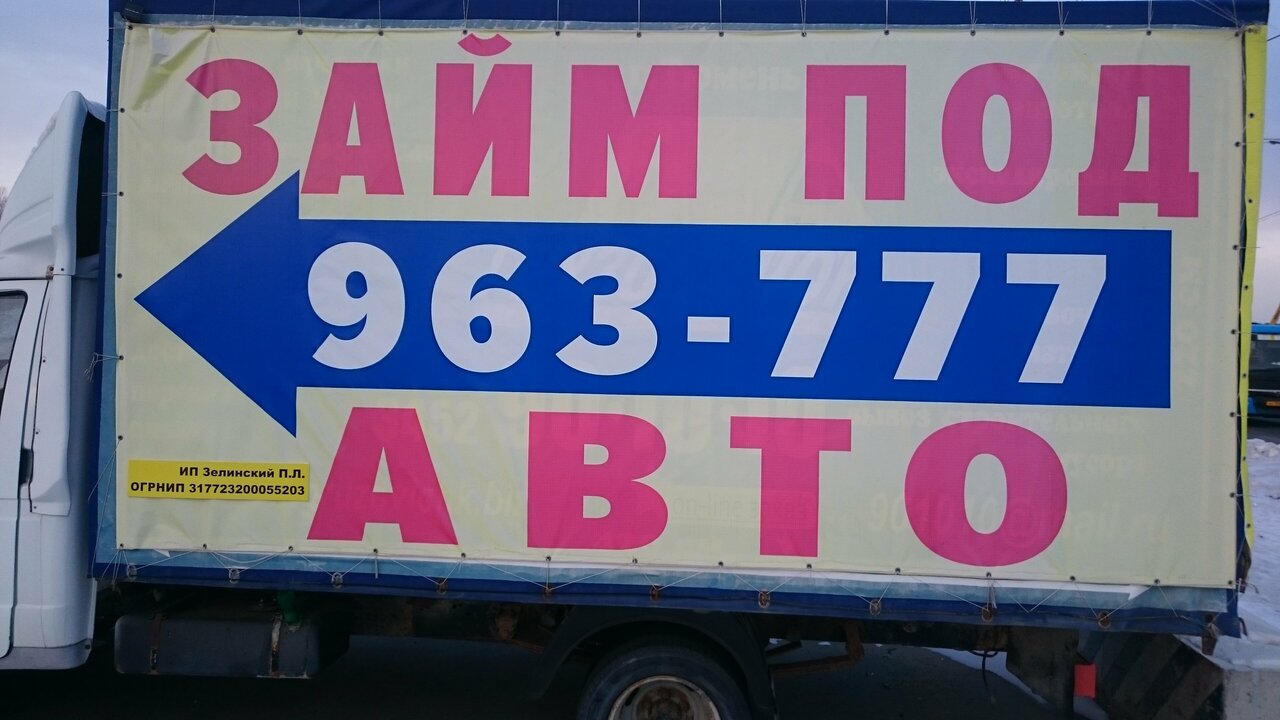 ЗАЙМ ПОД
963-777
АВТО
ИП Зелинский П.Л.
ОГРНИП 317723200055203